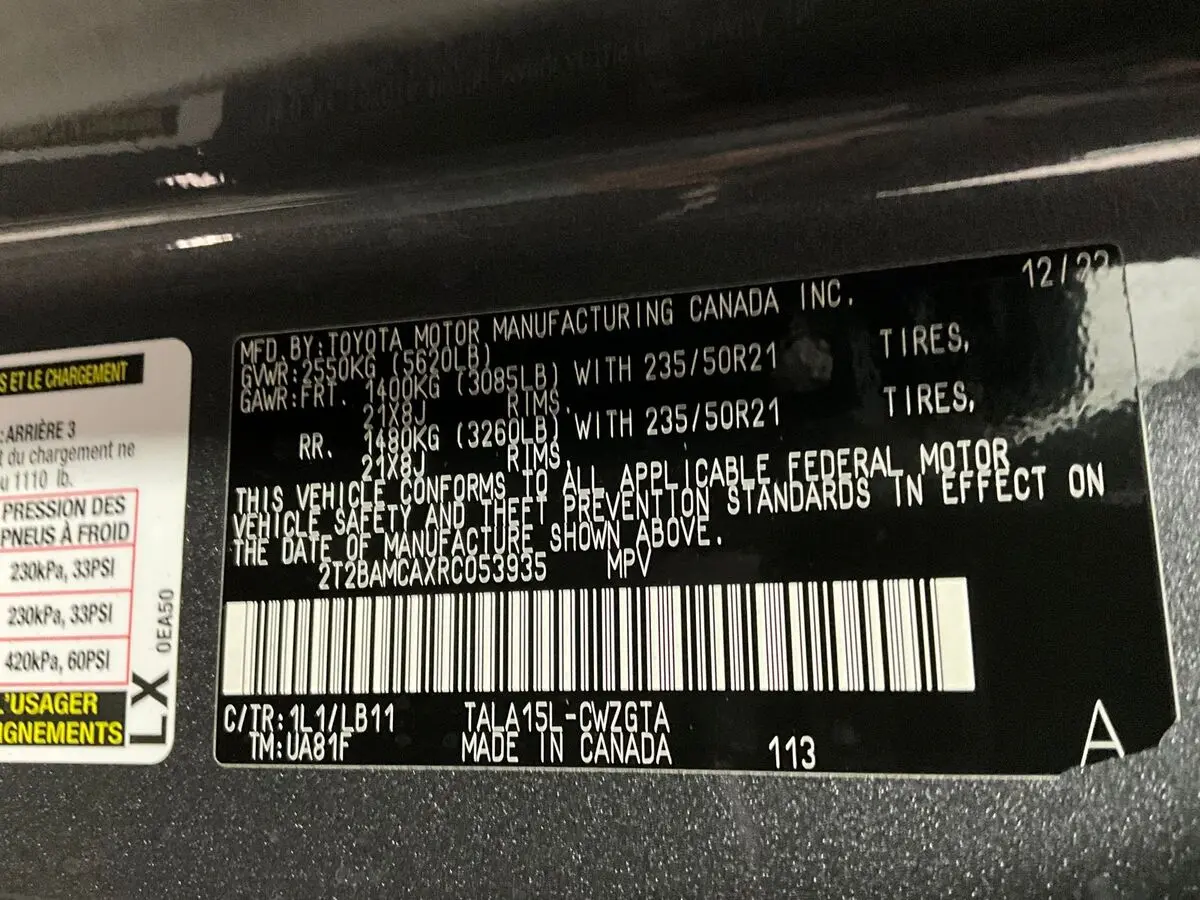 S ET LE CHARGEMENT
: ARRIÈRE 3
t du chargement ne
u 1110 lb.
PRESSION DES
PNEUS À FROID
230kPa, 33PSI
230kPa, 33PSI
420kPa, 60PSI
L'USAGER
IGNEMENTS
LX
0EA50
12/23
MFD.BY:TOYOTA MOTOR MANUFACTURING CANADA INC.
GVWR:2550KG (5620LB)
GAWR:FRT. 1400KG (3085LB) WITH 235/50R21 TIRES,
21X8J RIMS.
RR. 1480KG (3260LB) WITH 235/50R21 TIRES,
21X8J RIMS.
THIS VEHICLE CONFORMS TO ALL APPLICABLE FEDERAL MOTOR
VEHICLE SAFETY AND THEFT PREVENTION STANDARDS IN EFFECT ON
THE DATE OF MANUFACTURE SHOWN ABOVE.
2T2BAMCAXRC053935 MPV
C/TR:1L1/LB11 TALA15L-CWZGTA
TM:UA81F MADE IN CANADA 113
A